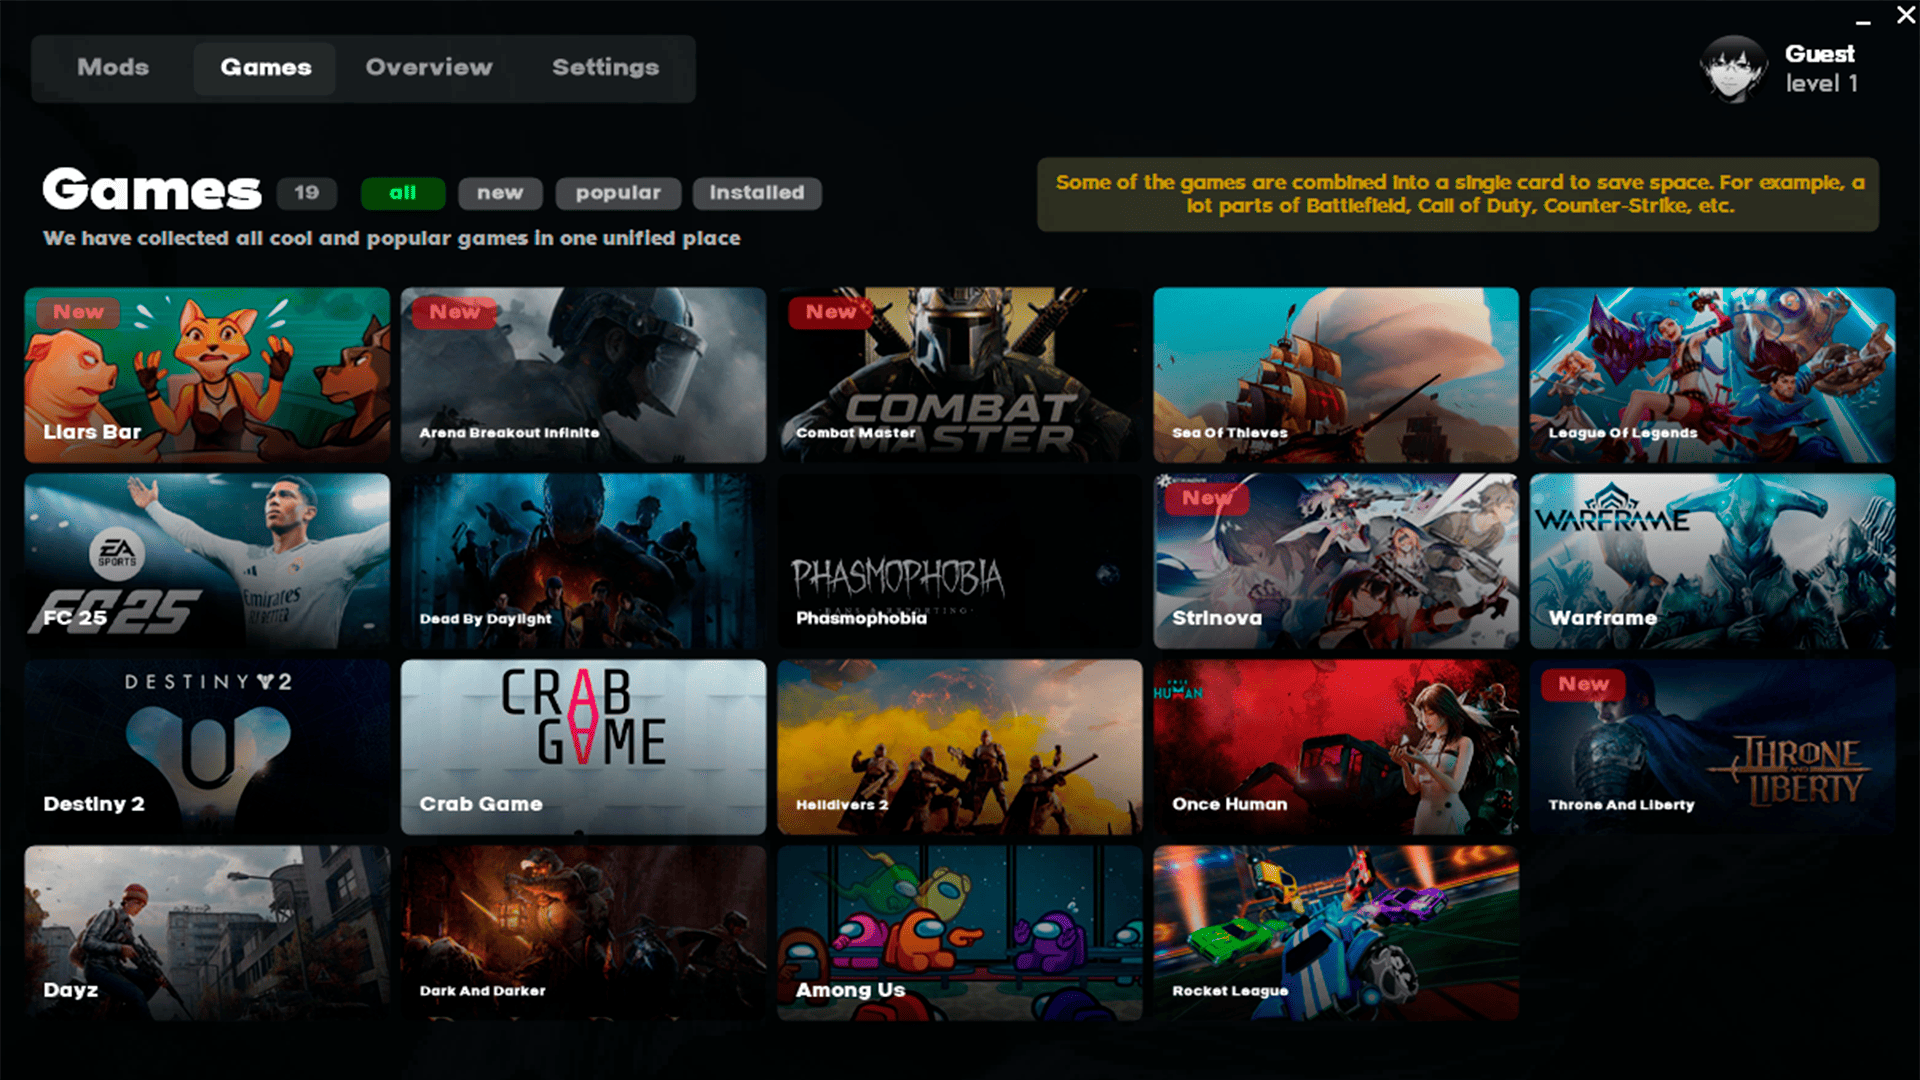 Mods
Games
Overview
Settings
Guest
level 1
Games
19
all
new
popular
Installed
We have collected all cool and popular games in one unified place
Some of the games are combined into a single card to save space. For example, a
lot parts of Battlefield, Call of Duty, Counter-Strike, etc.
New
Liars Bar
New
Arena Breakout Infinite
New
COMBAT
MASTER
Combat Master
Sea Of Thieves
League Of Legends
EA
SPORTS
FC 25
Emirates
FLY BETTER
FC 25
Dead By Daylight
PHASMOPHOBIA
Phasmophobia
New
Strinova
WARFRAME
Warframe
DESTINY 2
Destiny 2
CRAB
GAME
Crab Game
Helldivers 2
ONCE
HUMAN
Once Human
New
THRONE
AND
LIBERTY
Throne And Liberty
Dayz
Dark And Darker
Among Us
Rocket League